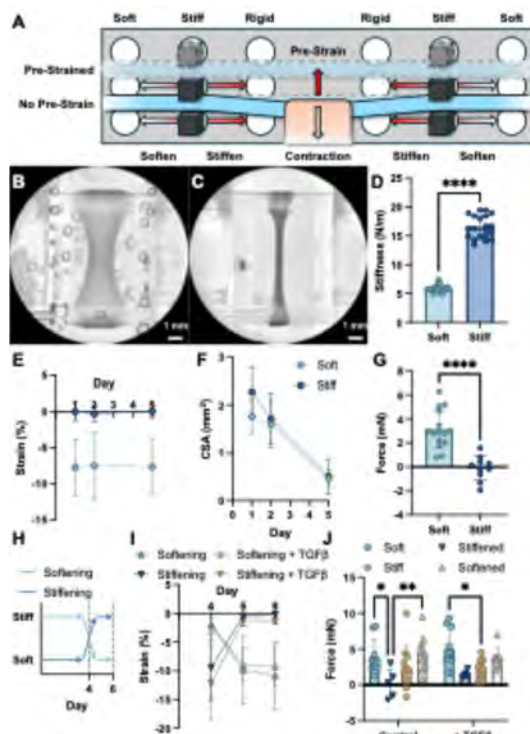 A
Soft Stiff Rigid Rigid Stiff Soft
Pre-Strain
Pre-Strained
No Pre-Strain
Soften Stiffen Contraction Stiffen Soften
B
1 mm
C
1 mm
D
****
Stiffness (N/m)
20
15
10
5
0
Soft Stiff
E
Day
1 2 5
Strain (%)
5
0
-5
-10
-15
F
Soft
Stiff
CSA (mm²)
3
2
1
0
0 1 2 3 4 5
Day
G
****
Force (mN)
8
6
4
2
0
-2
-4
Soft Stiff
H
Softening
Stiffening
Stiff
Soft
4 6
Day
I
Softening Softening + TGFβ
Stiffening Stiffening + TGFβ
Day
4
Strain (%)
5
0
-5
-10
-15
-20
J
Soft Stiffened
Stiff Softened
* ** *
Force (mN)
15
10
5
0
-5
Control + TGFβ